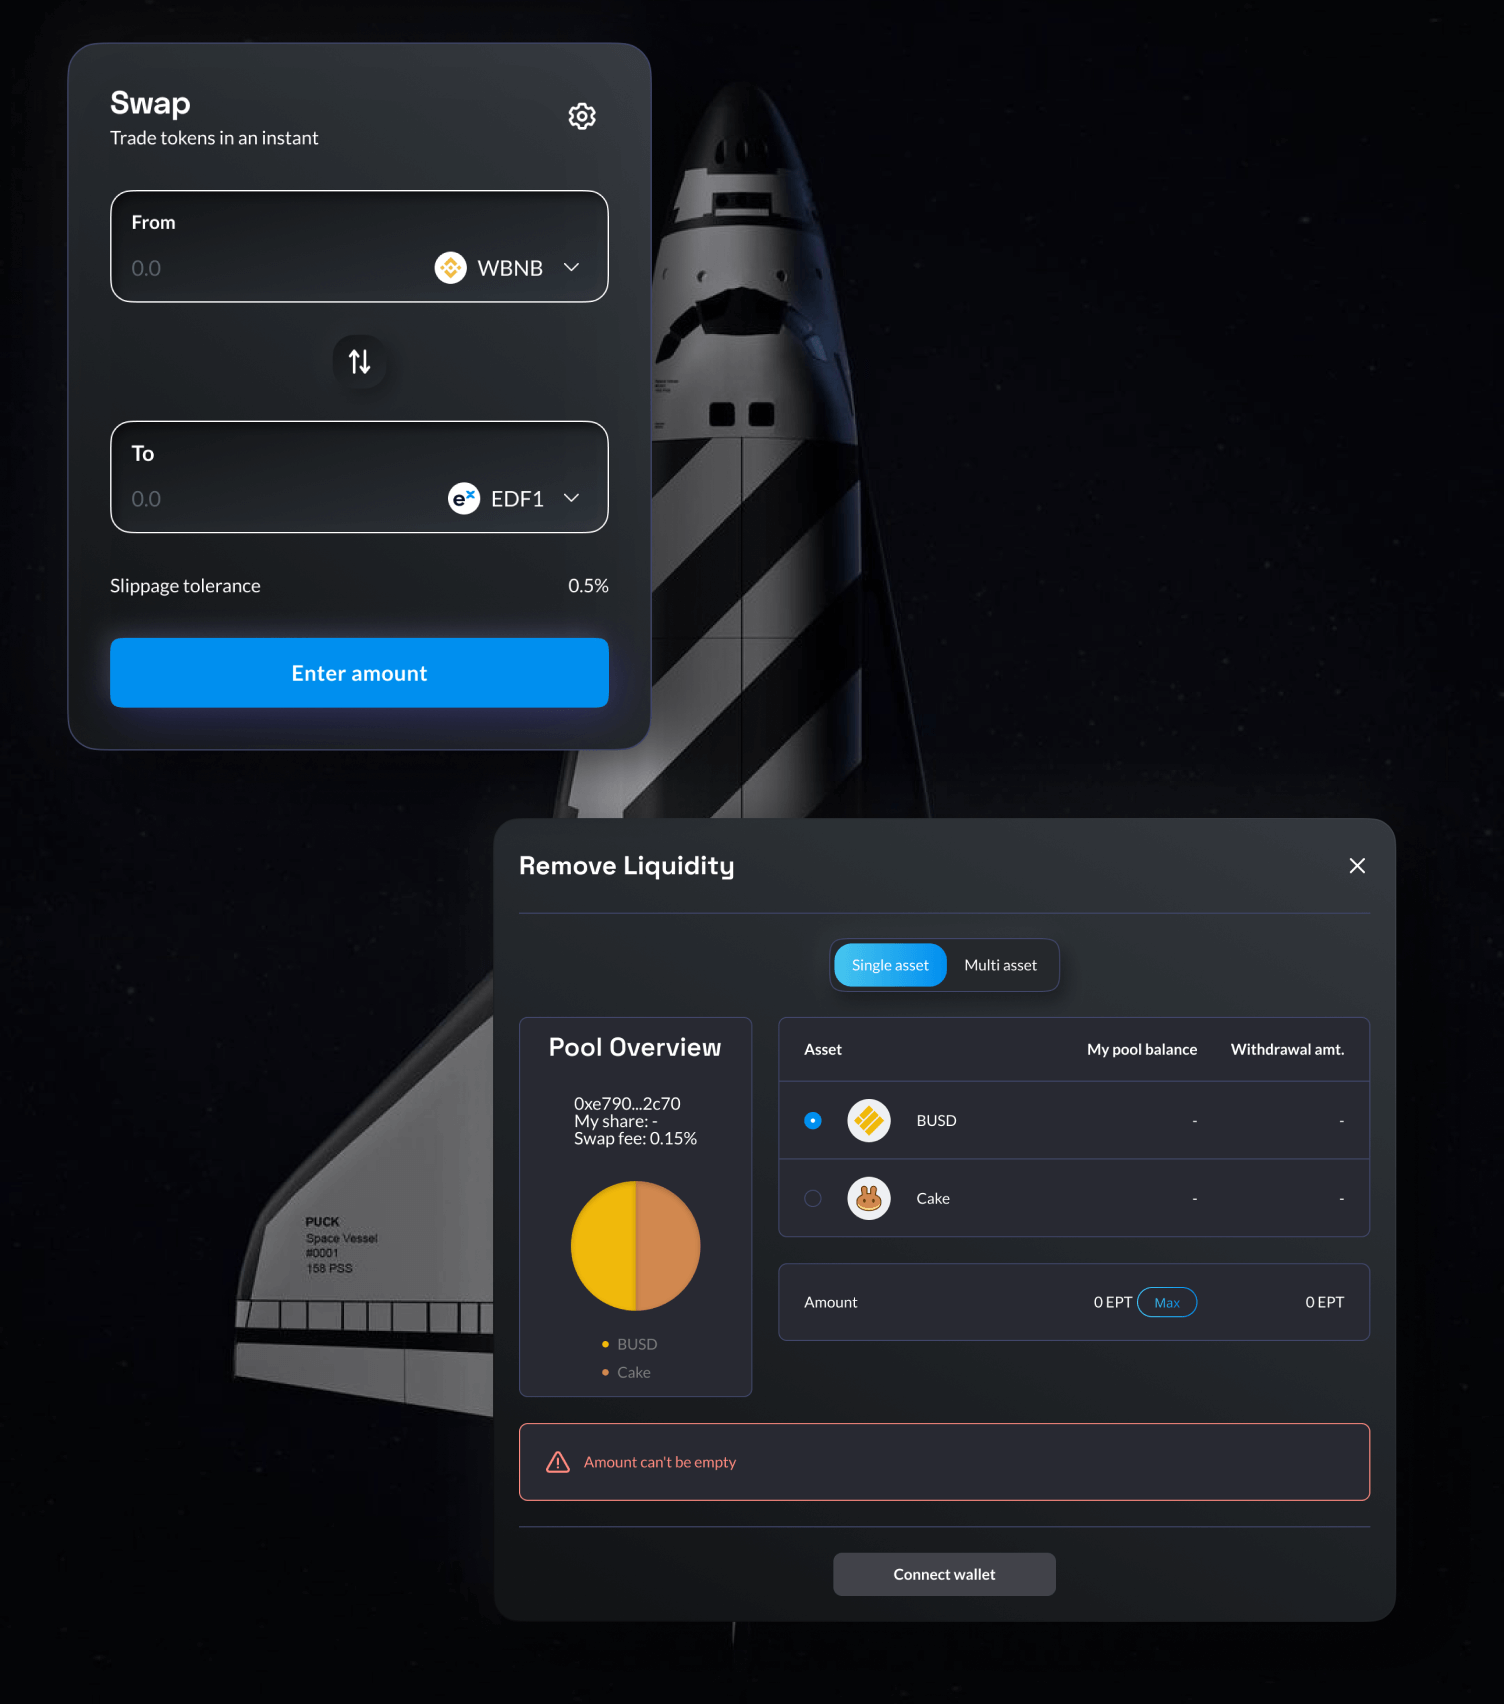 Swap
Trade tokens in an instant
From
0.0
WBNB
To
0.0
ex EDF1
Slippage tolerance 0.5%
Enter amount
Remove Liquidity
Single asset Multi asset
Pool Overview
0xe790...2c70
My share: -
Swap fee: 0.15%
BUSD
Cake
Asset My pool balance Withdrawal amt.
BUSD - -
Cake - -
Amount 0 EPT Max 0 EPT
Amount can't be empty
Connect wallet
PUCK
Space Vessel
#0001
158 PSS